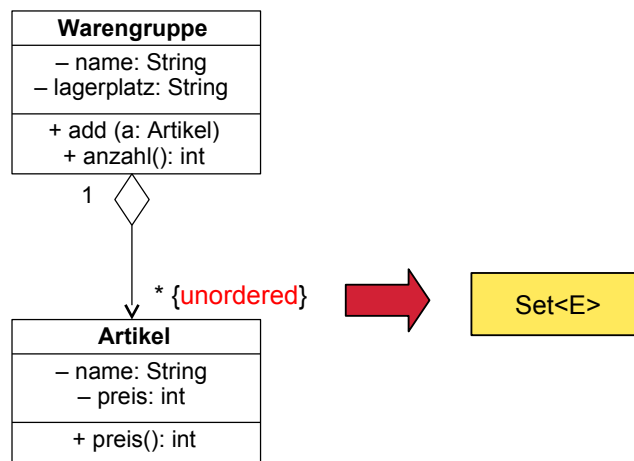 Warengruppe
– name: String
– lagerplatz: String
+ add (a: Artikel)
+ anzahl(): int
1
* {unordered}
Set<E>
Artikel
– name: String
– preis: int
+ preis(): int